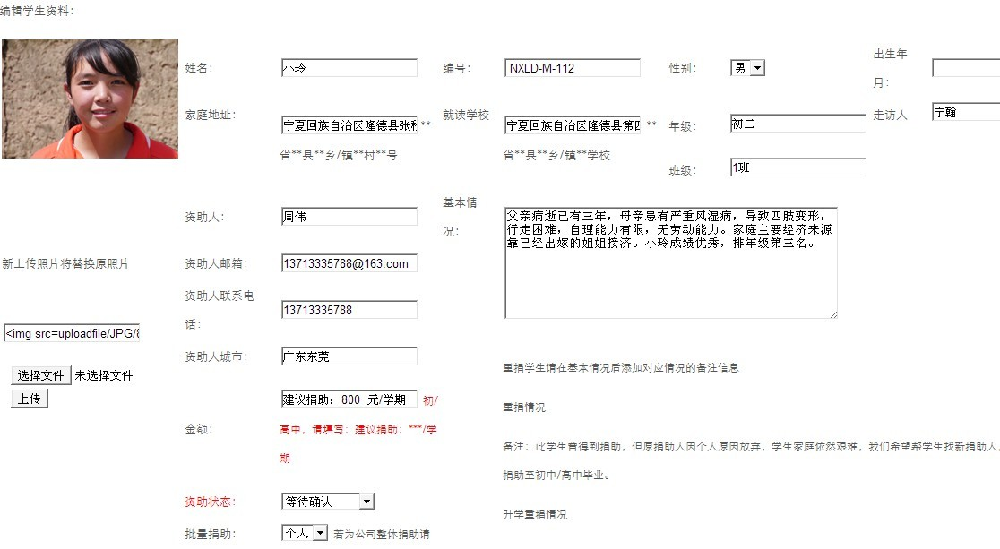 编辑学生资料：
姓名： 小玲 编号： NXLD-M-112 性别： 男 出生年
月：
家庭地址： 宁夏回族自治区隆德县张程 ** 就读学校 宁夏回族自治区隆德县第四 ** 年级： 初二 走访人 宁翰
省**县**乡/镇**村**号 省**县**乡/镇**学校
班级： 1班
资助人： 周伟 基本情
况：
父亲病逝已有三年，母亲患有严重风湿病，导致四肢变形，
行走困难，自理能力有限，无劳动能力。家庭主要经济来源
靠已经出嫁的姐姐接济。小玲成绩优秀，排年级第三名。
新上传照片将替换原照片 资助人邮箱： 13713335788@163.com
资助人联系电
话： 13713335788
<img src=uploadfile/JPG/8
资助人城市： 广东东莞
选择文件 未选择文件
上传
重捐学生请在基本情况后添加对应情况的备注信息
金额： 建议捐助：800 元/学期 初/
高中，请填写：建议捐助：***/学
期
重捐情况
备注：此学生曾得到捐助，但原捐助人因个人原因放弃，学生家庭依然艰难，我们希望帮学生找新捐助人，
捐助至初中/高中毕业。
资助状态： 等待确认
升学重捐情况
批量捐助： 个人 若为公司整体捐助请